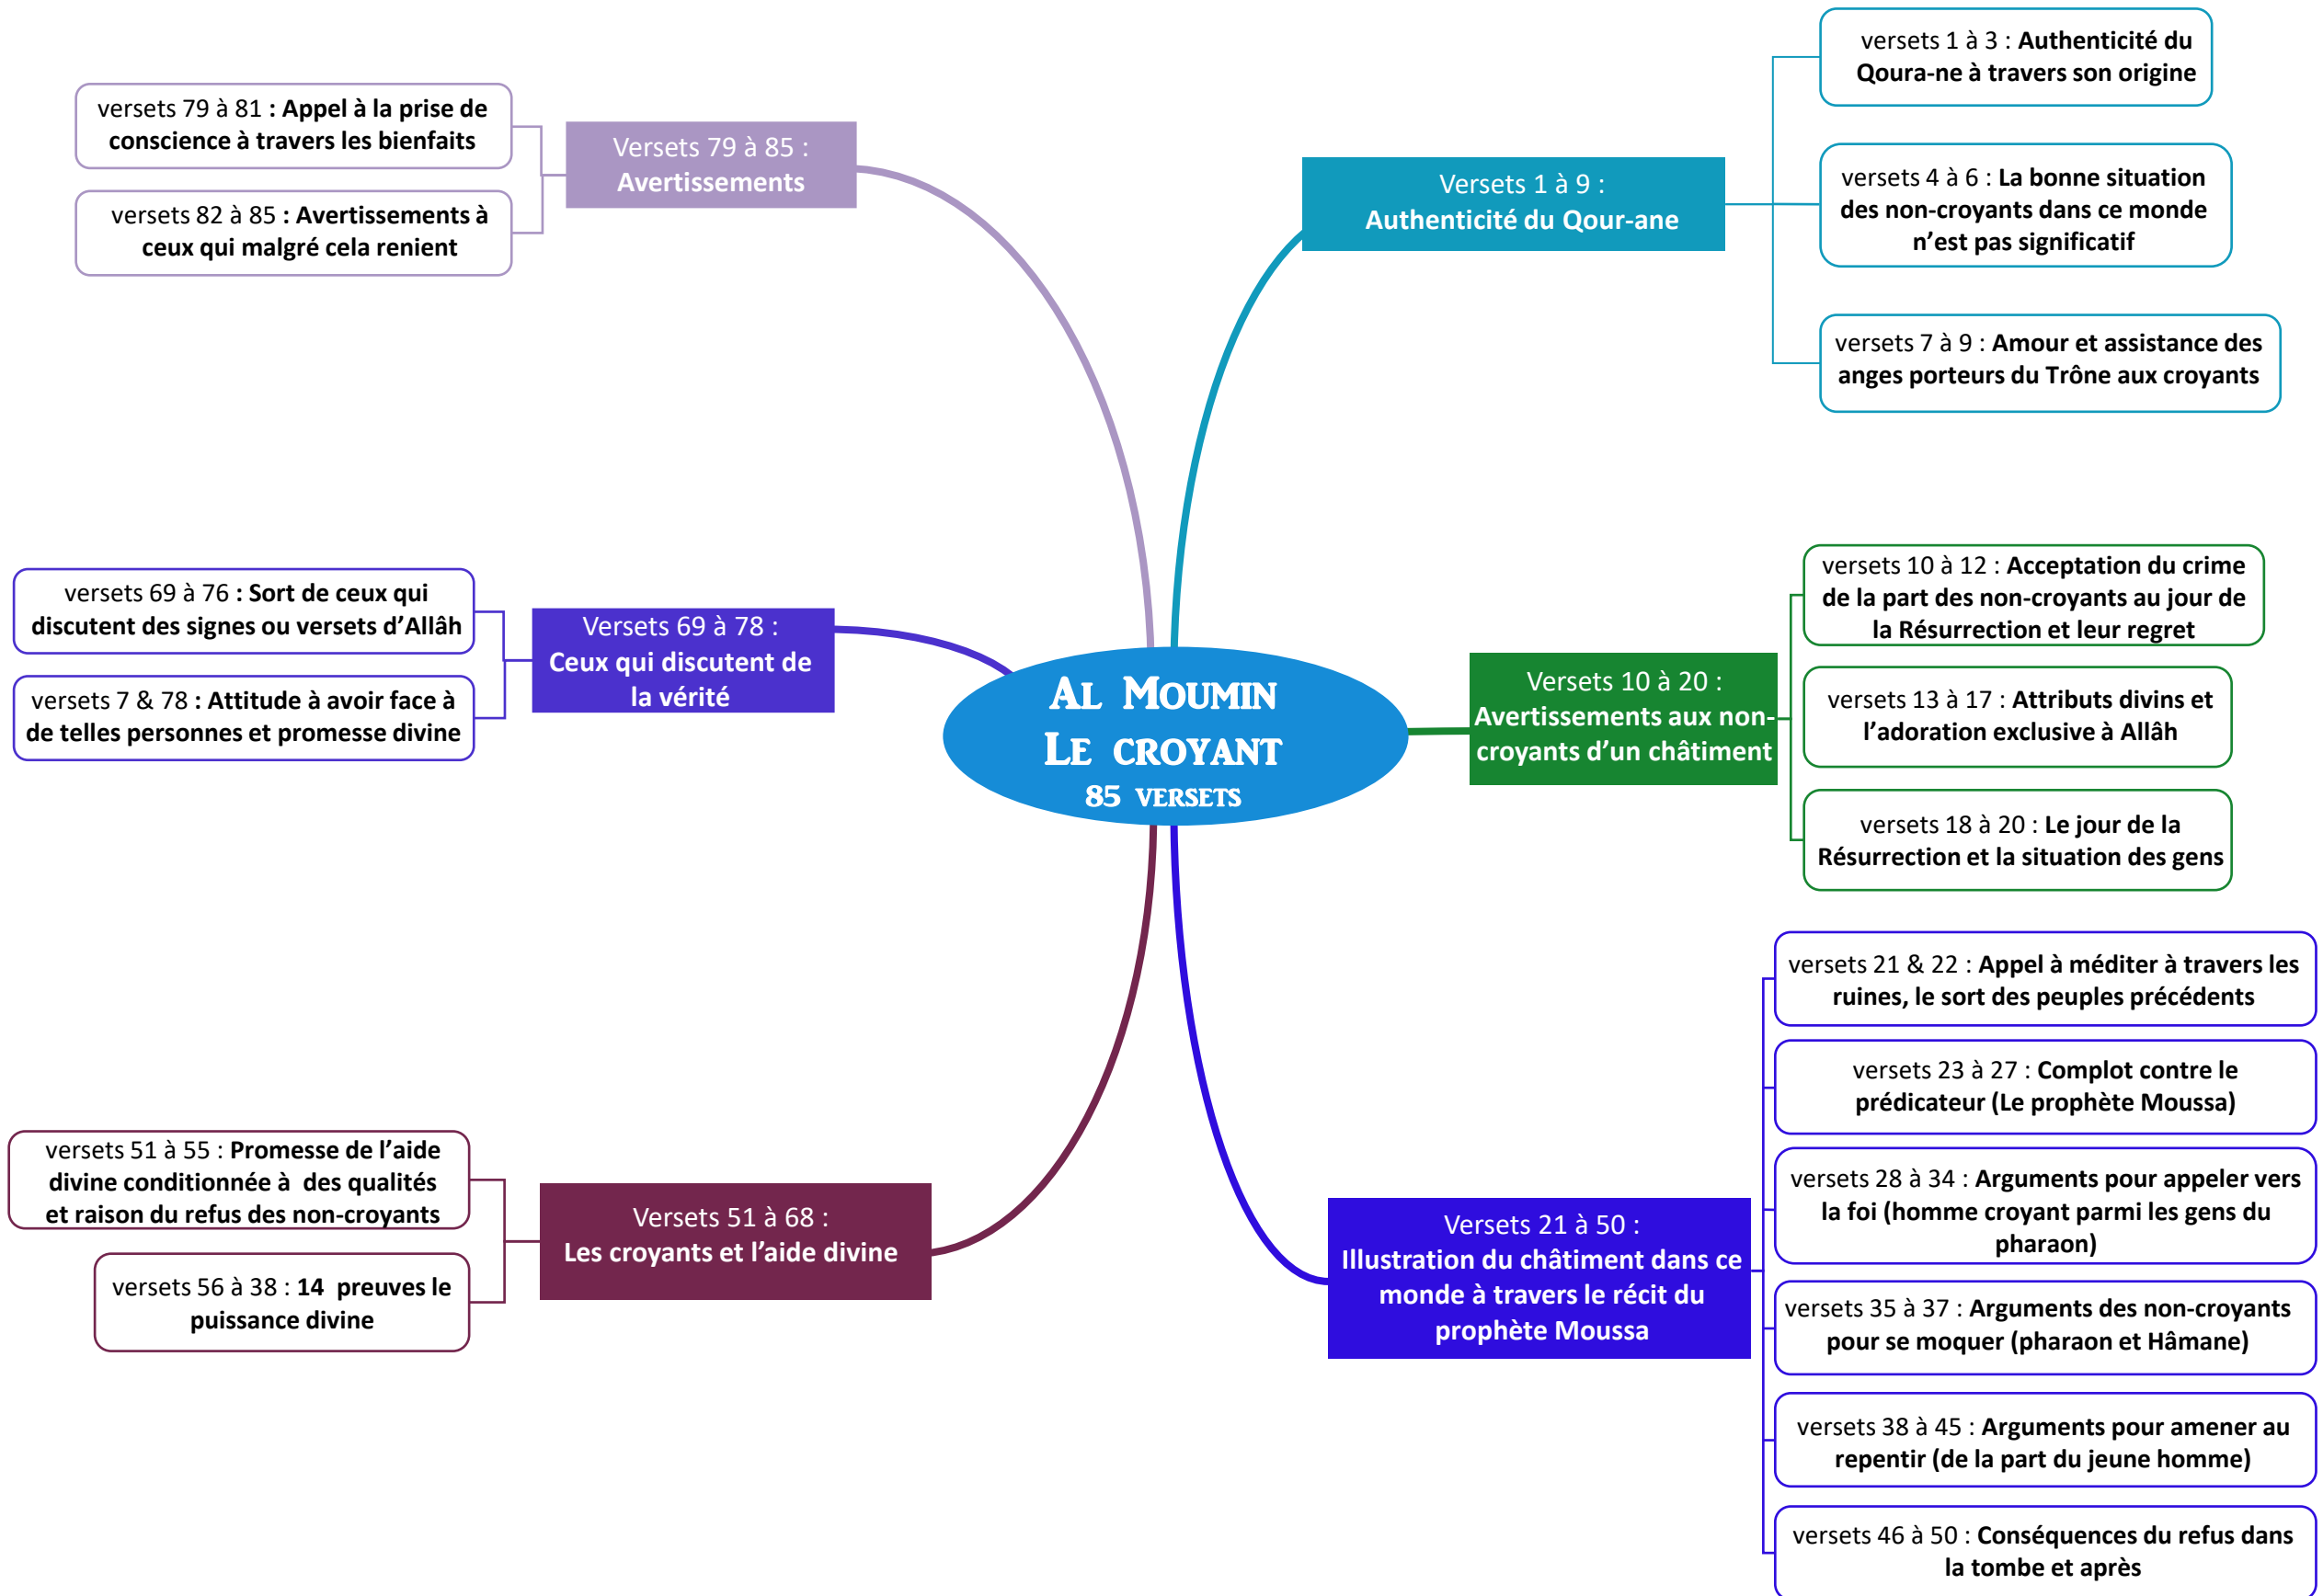 AL MOUMIN
LE CROYANT
85 VERSETS
Versets 1 à 9 :
Authenticité du Qour-ane
versets 1 à 3 : Authenticité du
Qoura-ne à travers son origine
versets 4 à 6 : La bonne situation
des non-croyants dans ce monde
n’est pas significatif
versets 7 à 9 : Amour et assistance des
anges porteurs du Trône aux croyants
Versets 10 à 20 :
Avertissements aux non-
croyants d’un châtiment
versets 10 à 12 : Acceptation du crime
de la part des non-croyants au jour de
la Résurrection et leur regret
versets 13 à 17 : Attributs divins et
l’adoration exclusive à Allâh
versets 18 à 20 : Le jour de la
Résurrection et la situation des gens
Versets 21 à 50 :
Illustration du châtiment dans ce
monde à travers le récit du
prophète Moussa
versets 21 & 22 : Appel à méditer à travers les
ruines, le sort des peuples précédents
versets 23 à 27 : Complot contre le
prédicateur (Le prophète Moussa)
versets 28 à 34 : Arguments pour appeler vers
la foi (homme croyant parmi les gens du
pharaon)
versets 35 à 37 : Arguments des non-croyants
pour se moquer (pharaon et Hâmane)
versets 38 à 45 : Arguments pour amener au
repentir (de la part du jeune homme)
versets 46 à 50 : Conséquences du refus dans
la tombe et après
Versets 51 à 68 :
Les croyants et l’aide divine
versets 51 à 55 : Promesse de l’aide
divine conditionnée à des qualités
et raison du refus des non-croyants
versets 56 à 38 : 14 preuves le
puissance divine
Versets 69 à 78 :
Ceux qui discutent de
la vérité
versets 69 à 76 : Sort de ceux qui
discutent des signes ou versets d’Allâh
versets 7 & 78 : Attitude à avoir face à
de telles personnes et promesse divine
Versets 79 à 85 :
Avertissements
versets 79 à 81 : Appel à la prise de
conscience à travers les bienfaits
versets 82 à 85 : Avertissements à
ceux qui malgré cela renient